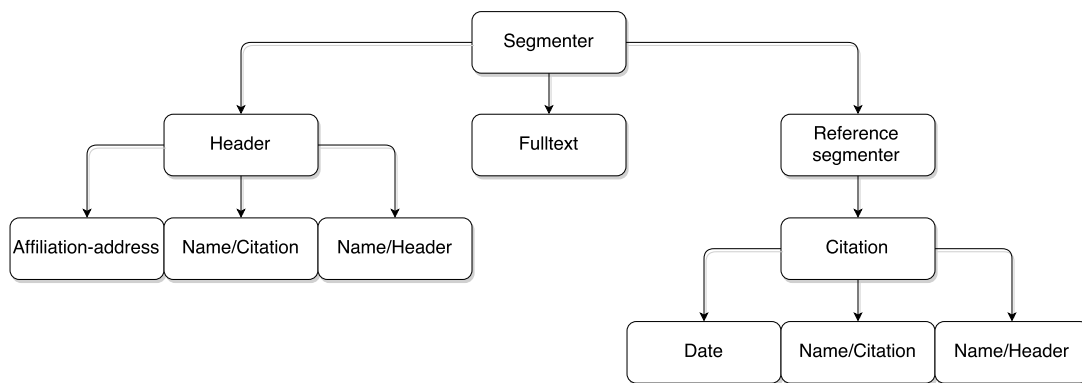 Segmenter
Header
Fulltext
Reference
segmenter
Affiliation-address
Name/Citation
Name/Header
Citation
Date
Name/Citation
Name/Header